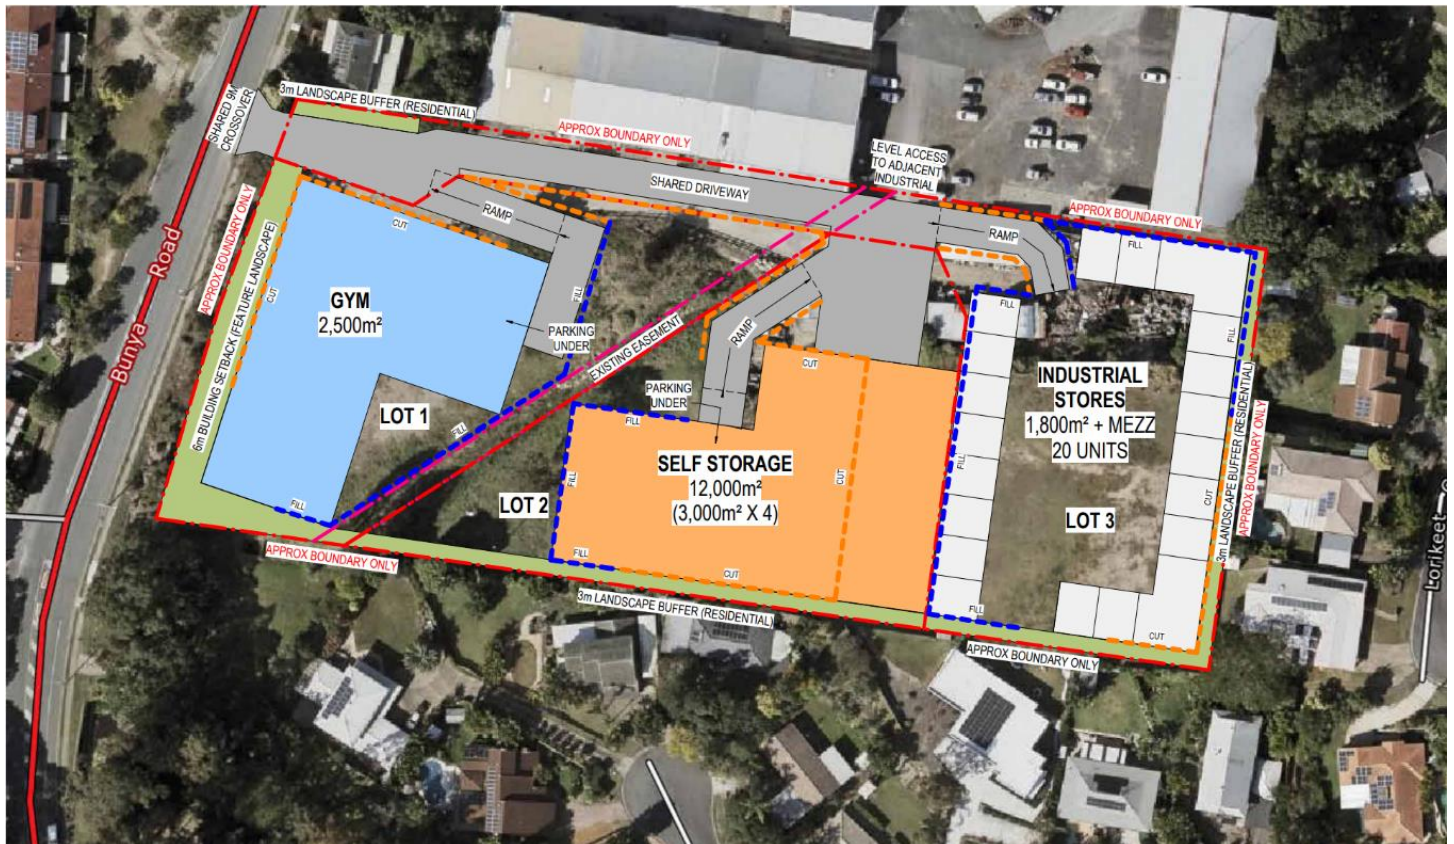 3m LANDSCAPE BUFFER (RESIDENTIAL)
SHARED 9M
CROSSOVER
APPROX BOUNDARY ONLY
LEVEL ACCESS
TO ADJACENT
INDUSTRIAL
SHARED DRIVEWAY
APPROX BOUNDARY ONLY
APPROX BOUNDARY ONLY
RAMP
RAMP
CUT
FILL
FILL
Bunya Road
6m BUILDING SETBACK (FEATURE LANDSCAPE)
CUT
GYM
2,500m²
FILL
PARKING
UNDER
EXISTING EASEMENT
RAMP
FILL
CUT
LOT 1
FILL
FILL
PARKING
UNDER
FILL
SELF STORAGE
12,000m²
(3,000m² X 4)
LOT 2
FILL
CUT
FILL
CUT
INDUSTRIAL
STORES
1,800m² + MEZZ
20 UNITS
LOT 3
FILL
FILL
CUT
CUT
3m LANDSCAPE BUFFER (RESIDENTIAL)
APPROX BOUNDARY ONLY
Lorikeet
APPROX BOUNDARY ONLY
3m LANDSCAPE BUFFER (RESIDENTIAL)
APPROX BOUNDARY ONLY